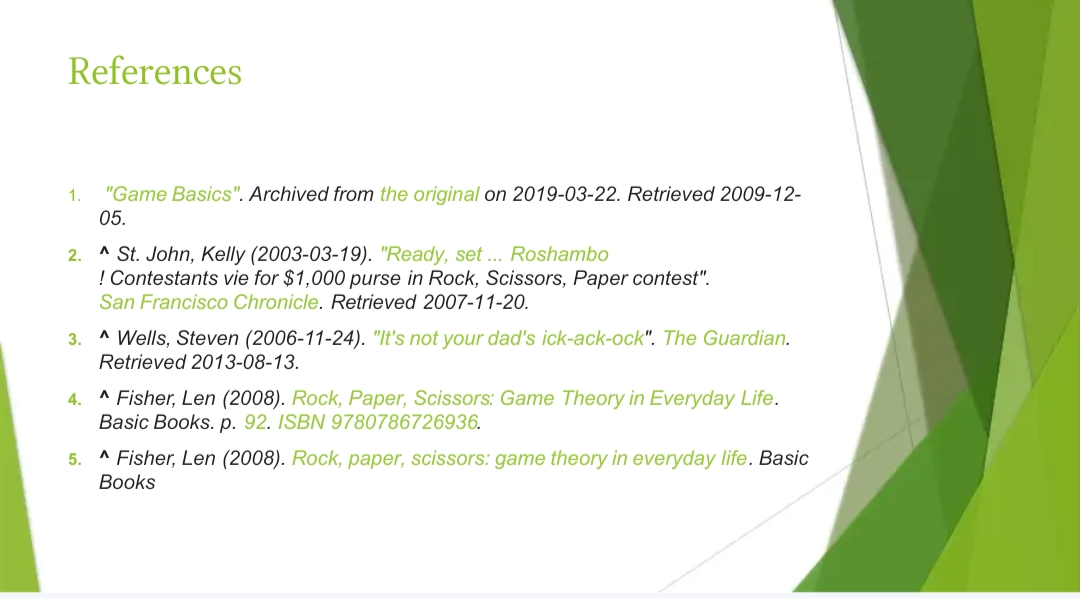 References
1. "Game Basics". Archived from the original on 2019-03-22. Retrieved 2009-12-
05.
2. ^ St. John, Kelly (2003-03-19). "Ready, set ... Roshambo
! Contestants vie for $1,000 purse in Rock, Scissors, Paper contest".
San Francisco Chronicle. Retrieved 2007-11-20.
3. ^ Wells, Steven (2006-11-24). "It's not your dad's ick-ack-ock". The Guardian.
Retrieved 2013-08-13.
4. ^ Fisher, Len (2008). Rock, Paper, Scissors: Game Theory in Everyday Life.
Basic Books. p. 92. ISBN 9780786726936.
5. ^ Fisher, Len (2008). Rock, paper, scissors: game theory in everyday life. Basic
Books